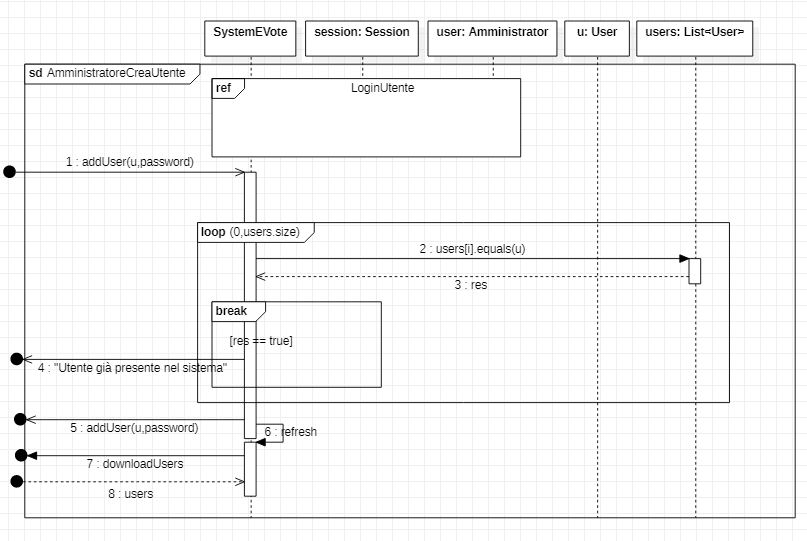 SystemEVote
session: Session
user: Amministrator
u: User
users: List<User>
sd AmministratoreCreaUtente
ref
LoginUtente
1 : addUser(u,password)
loop (0,users.size)
2 : users[i].equals(u)
3 : res
break
[res == true]
4 : "Utente già presente nel sistema"
5 : addUser(u,password)
6 : refresh
7 : downloadUsers
8 : users